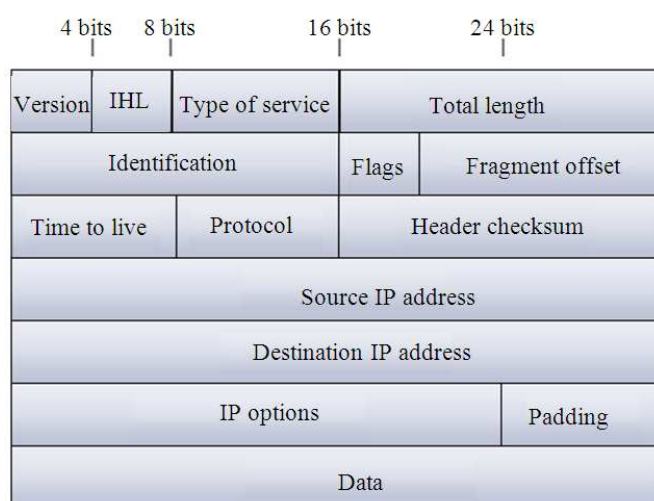 4 bits 8 bits 16 bits 24 bits
Version IHL Type of service Total length
Identification Flags Fragment offset
Time to live Protocol Header checksum
Source IP address
Destination IP address
IP options Padding
Data